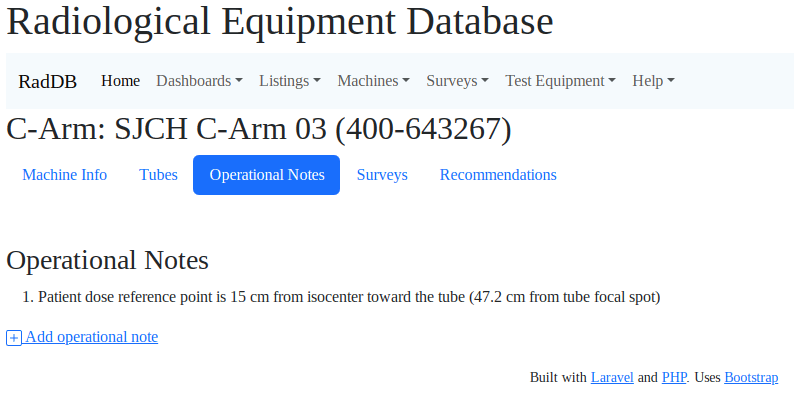 Radiological Equipment Database
RadDB Home Dashboards Listings Machines Surveys Test Equipment Help
C-Arm: SJCH C-Arm 03 (400-643267)
Machine Info Tubes Operational Notes Surveys Recommendations
Operational Notes
1. Patient dose reference point is 15 cm from isocenter toward the tube (47.2 cm from tube focal spot)
Add operational note
Built with Laravel and PHP. Uses Bootstrap